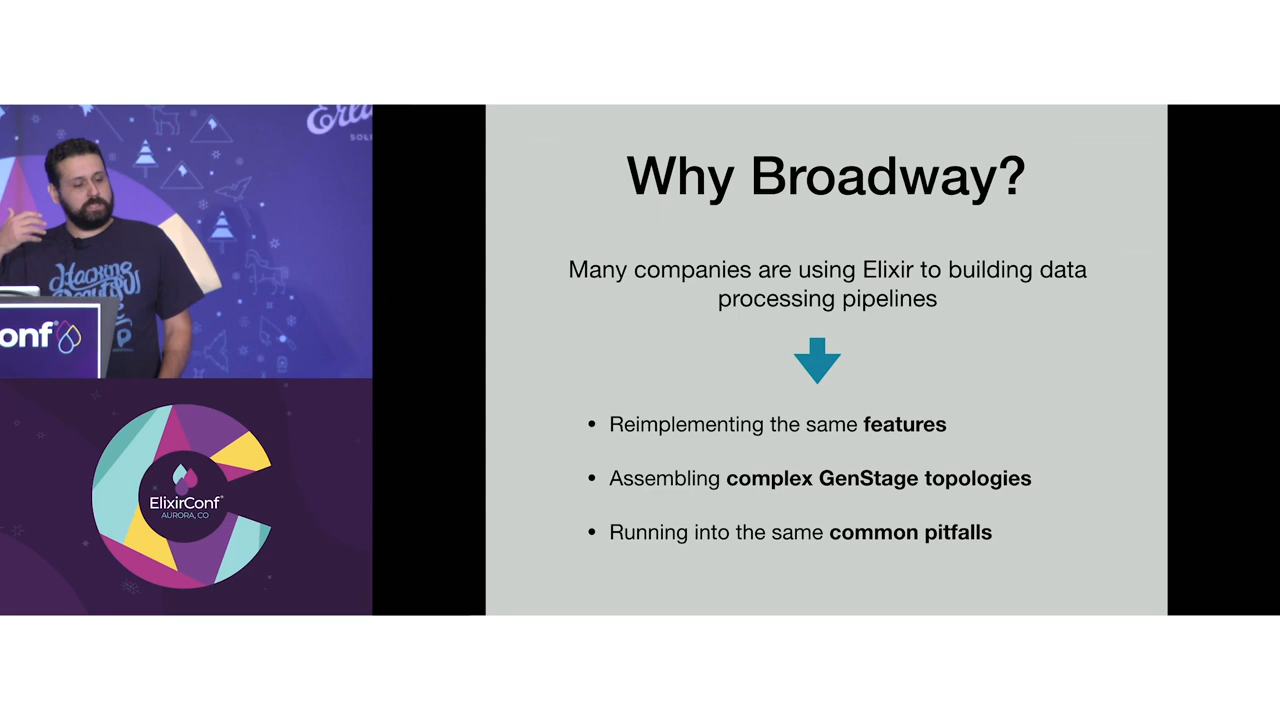 Why Broadway?
Many companies are using Elixir to building data
processing pipelines
• Reimplementing the same features
• Assembling complex GenStage topologies
• Running into the same common pitfalls
Hacking
onf
ElixirConf
AURORA, CO